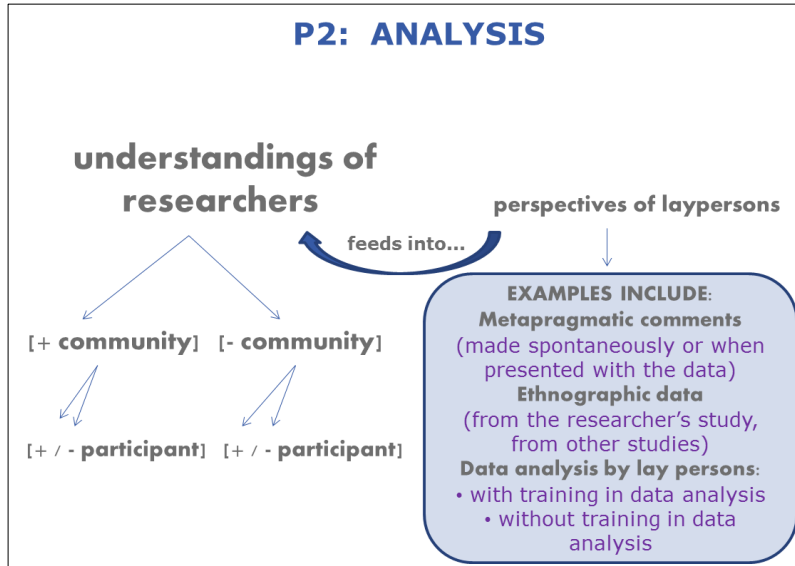 P2: ANALYSIS
understandings of
researchers
perspectives of laypersons
feeds into...
[+ community]
[- community]
[+ / - participant]
[+ / - participant]
EXAMPLES INCLUDE:
Metapragmatic comments
(made spontaneously or when
presented with the data)
Ethnographic data
(from the researcher's study,
from other studies)
Data analysis by lay persons:
• with training in data analysis
• without training in data
analysis